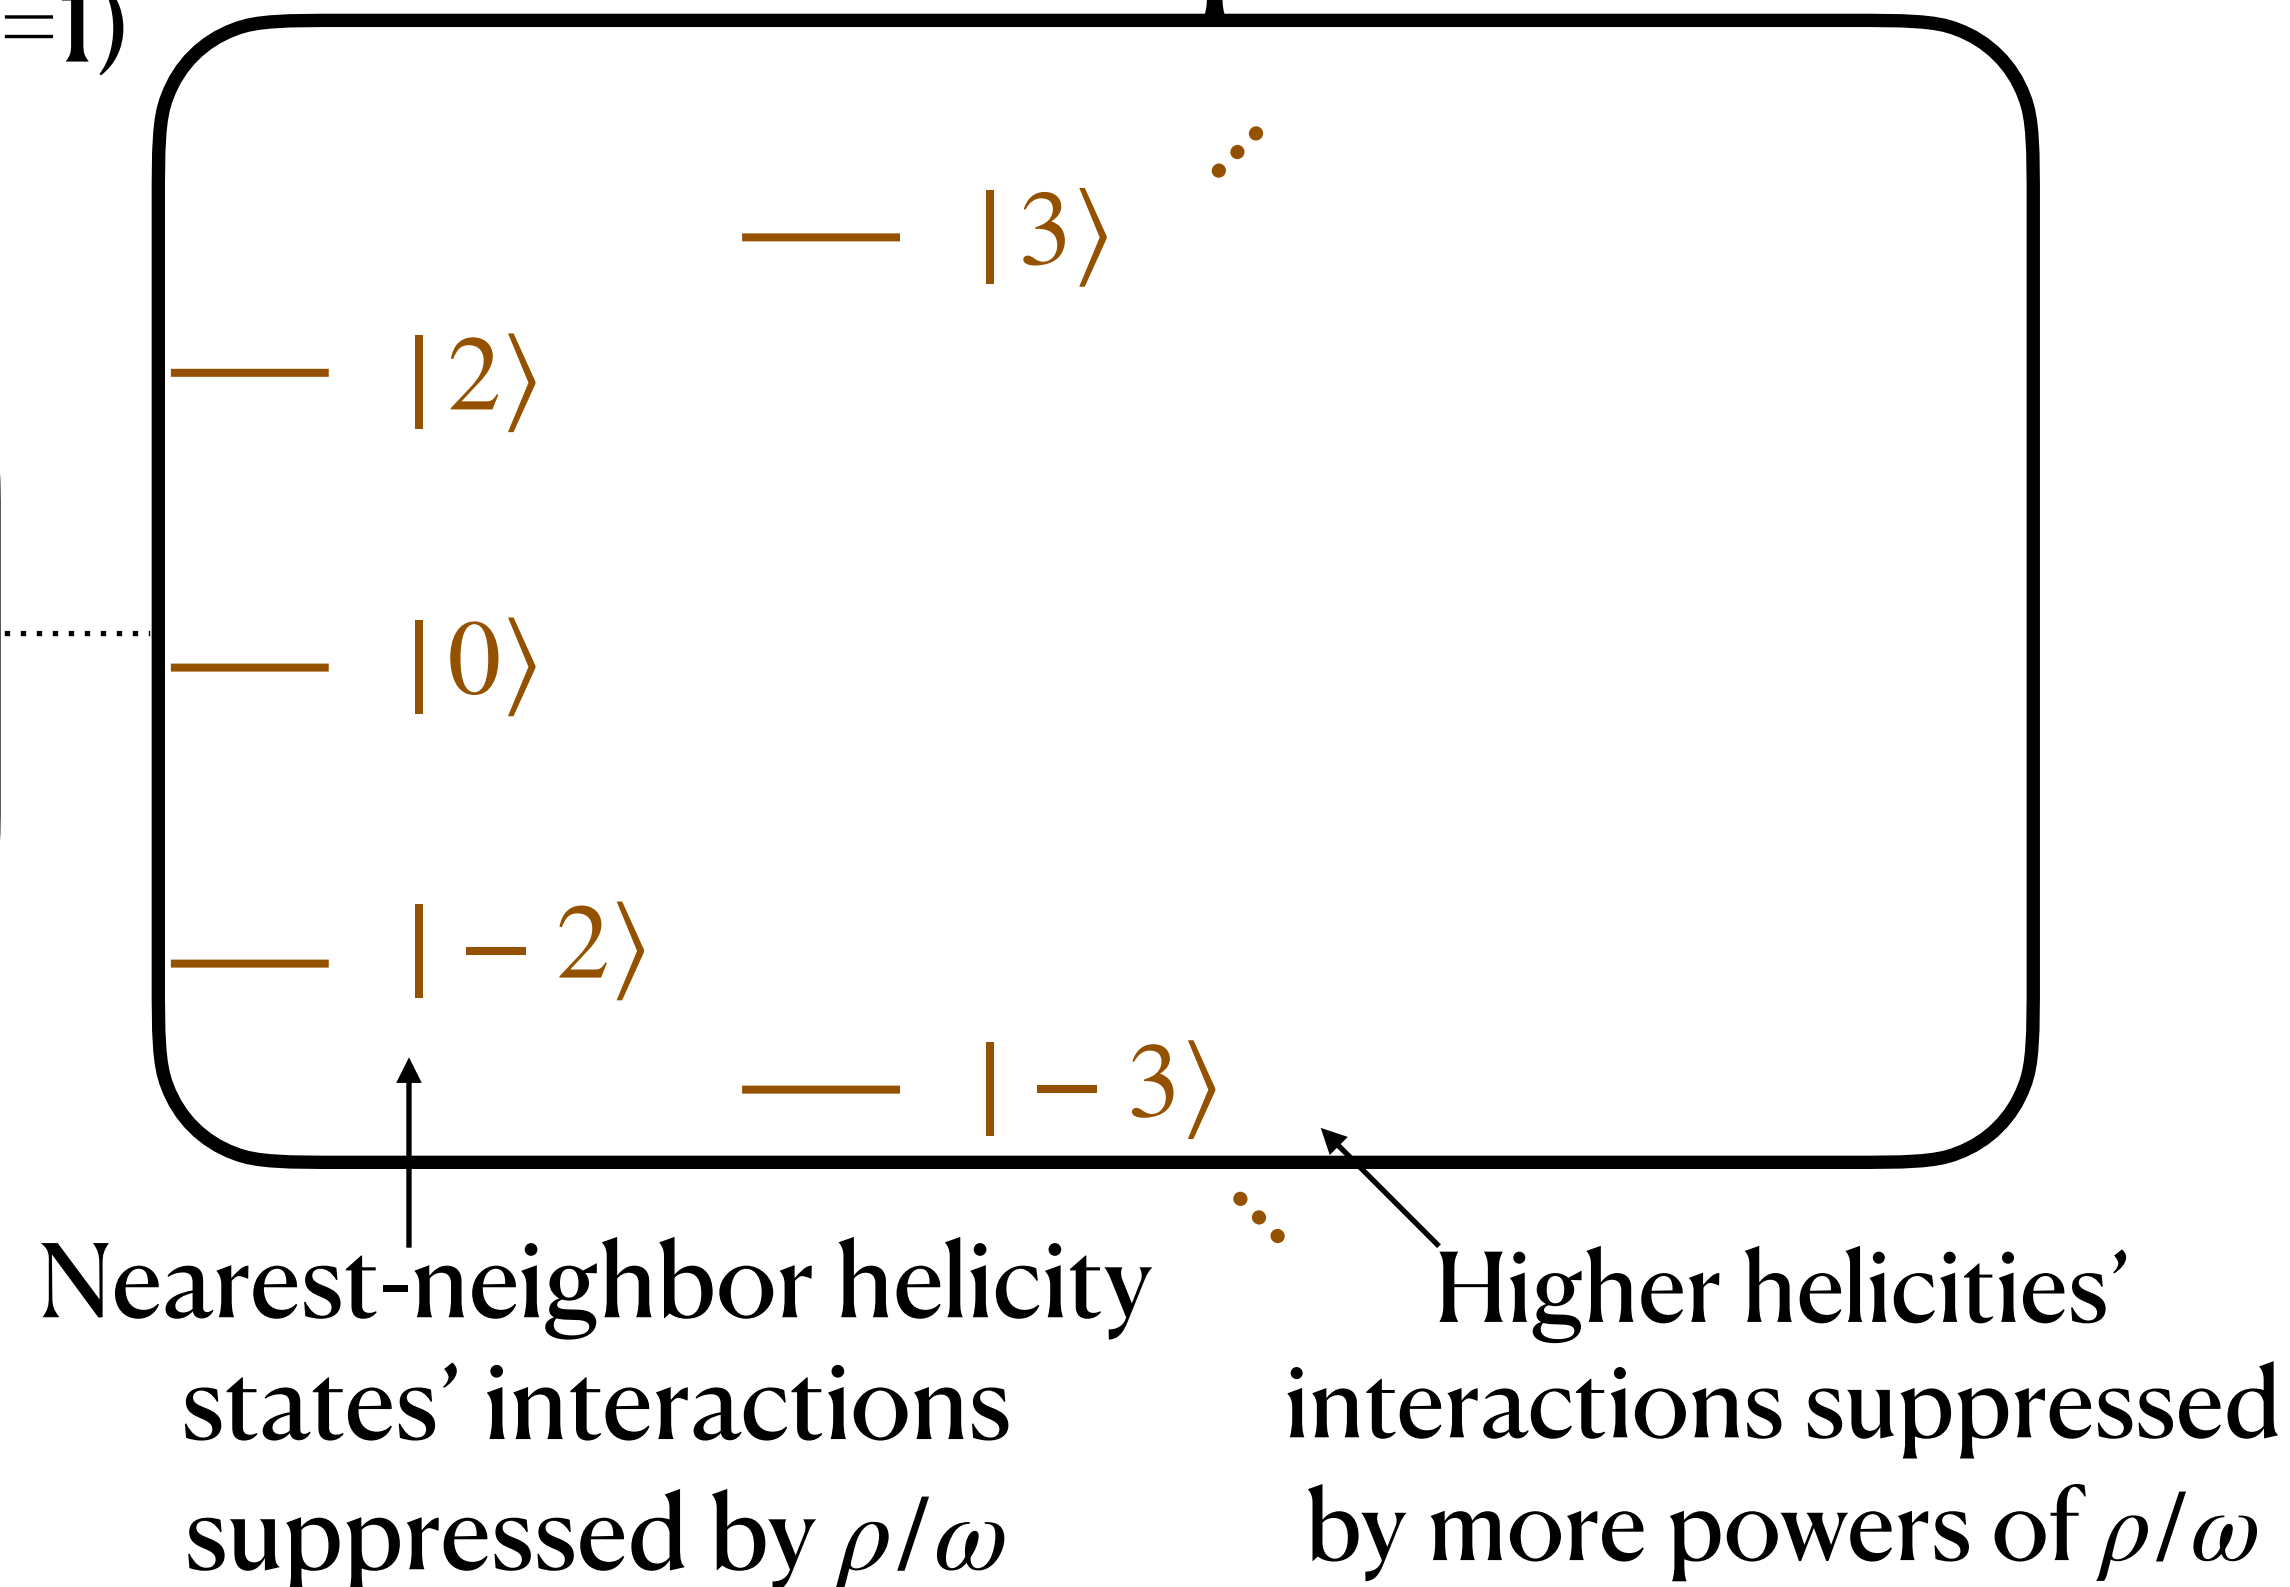 =1)
|3⟩
|2⟩
|0⟩
|−2⟩
|−3⟩
Nearest-neighbor helicity
states’ interactions
suppressed by ρ/ω
Higher helicities’
interactions suppressed
by more powers of ρ/ω